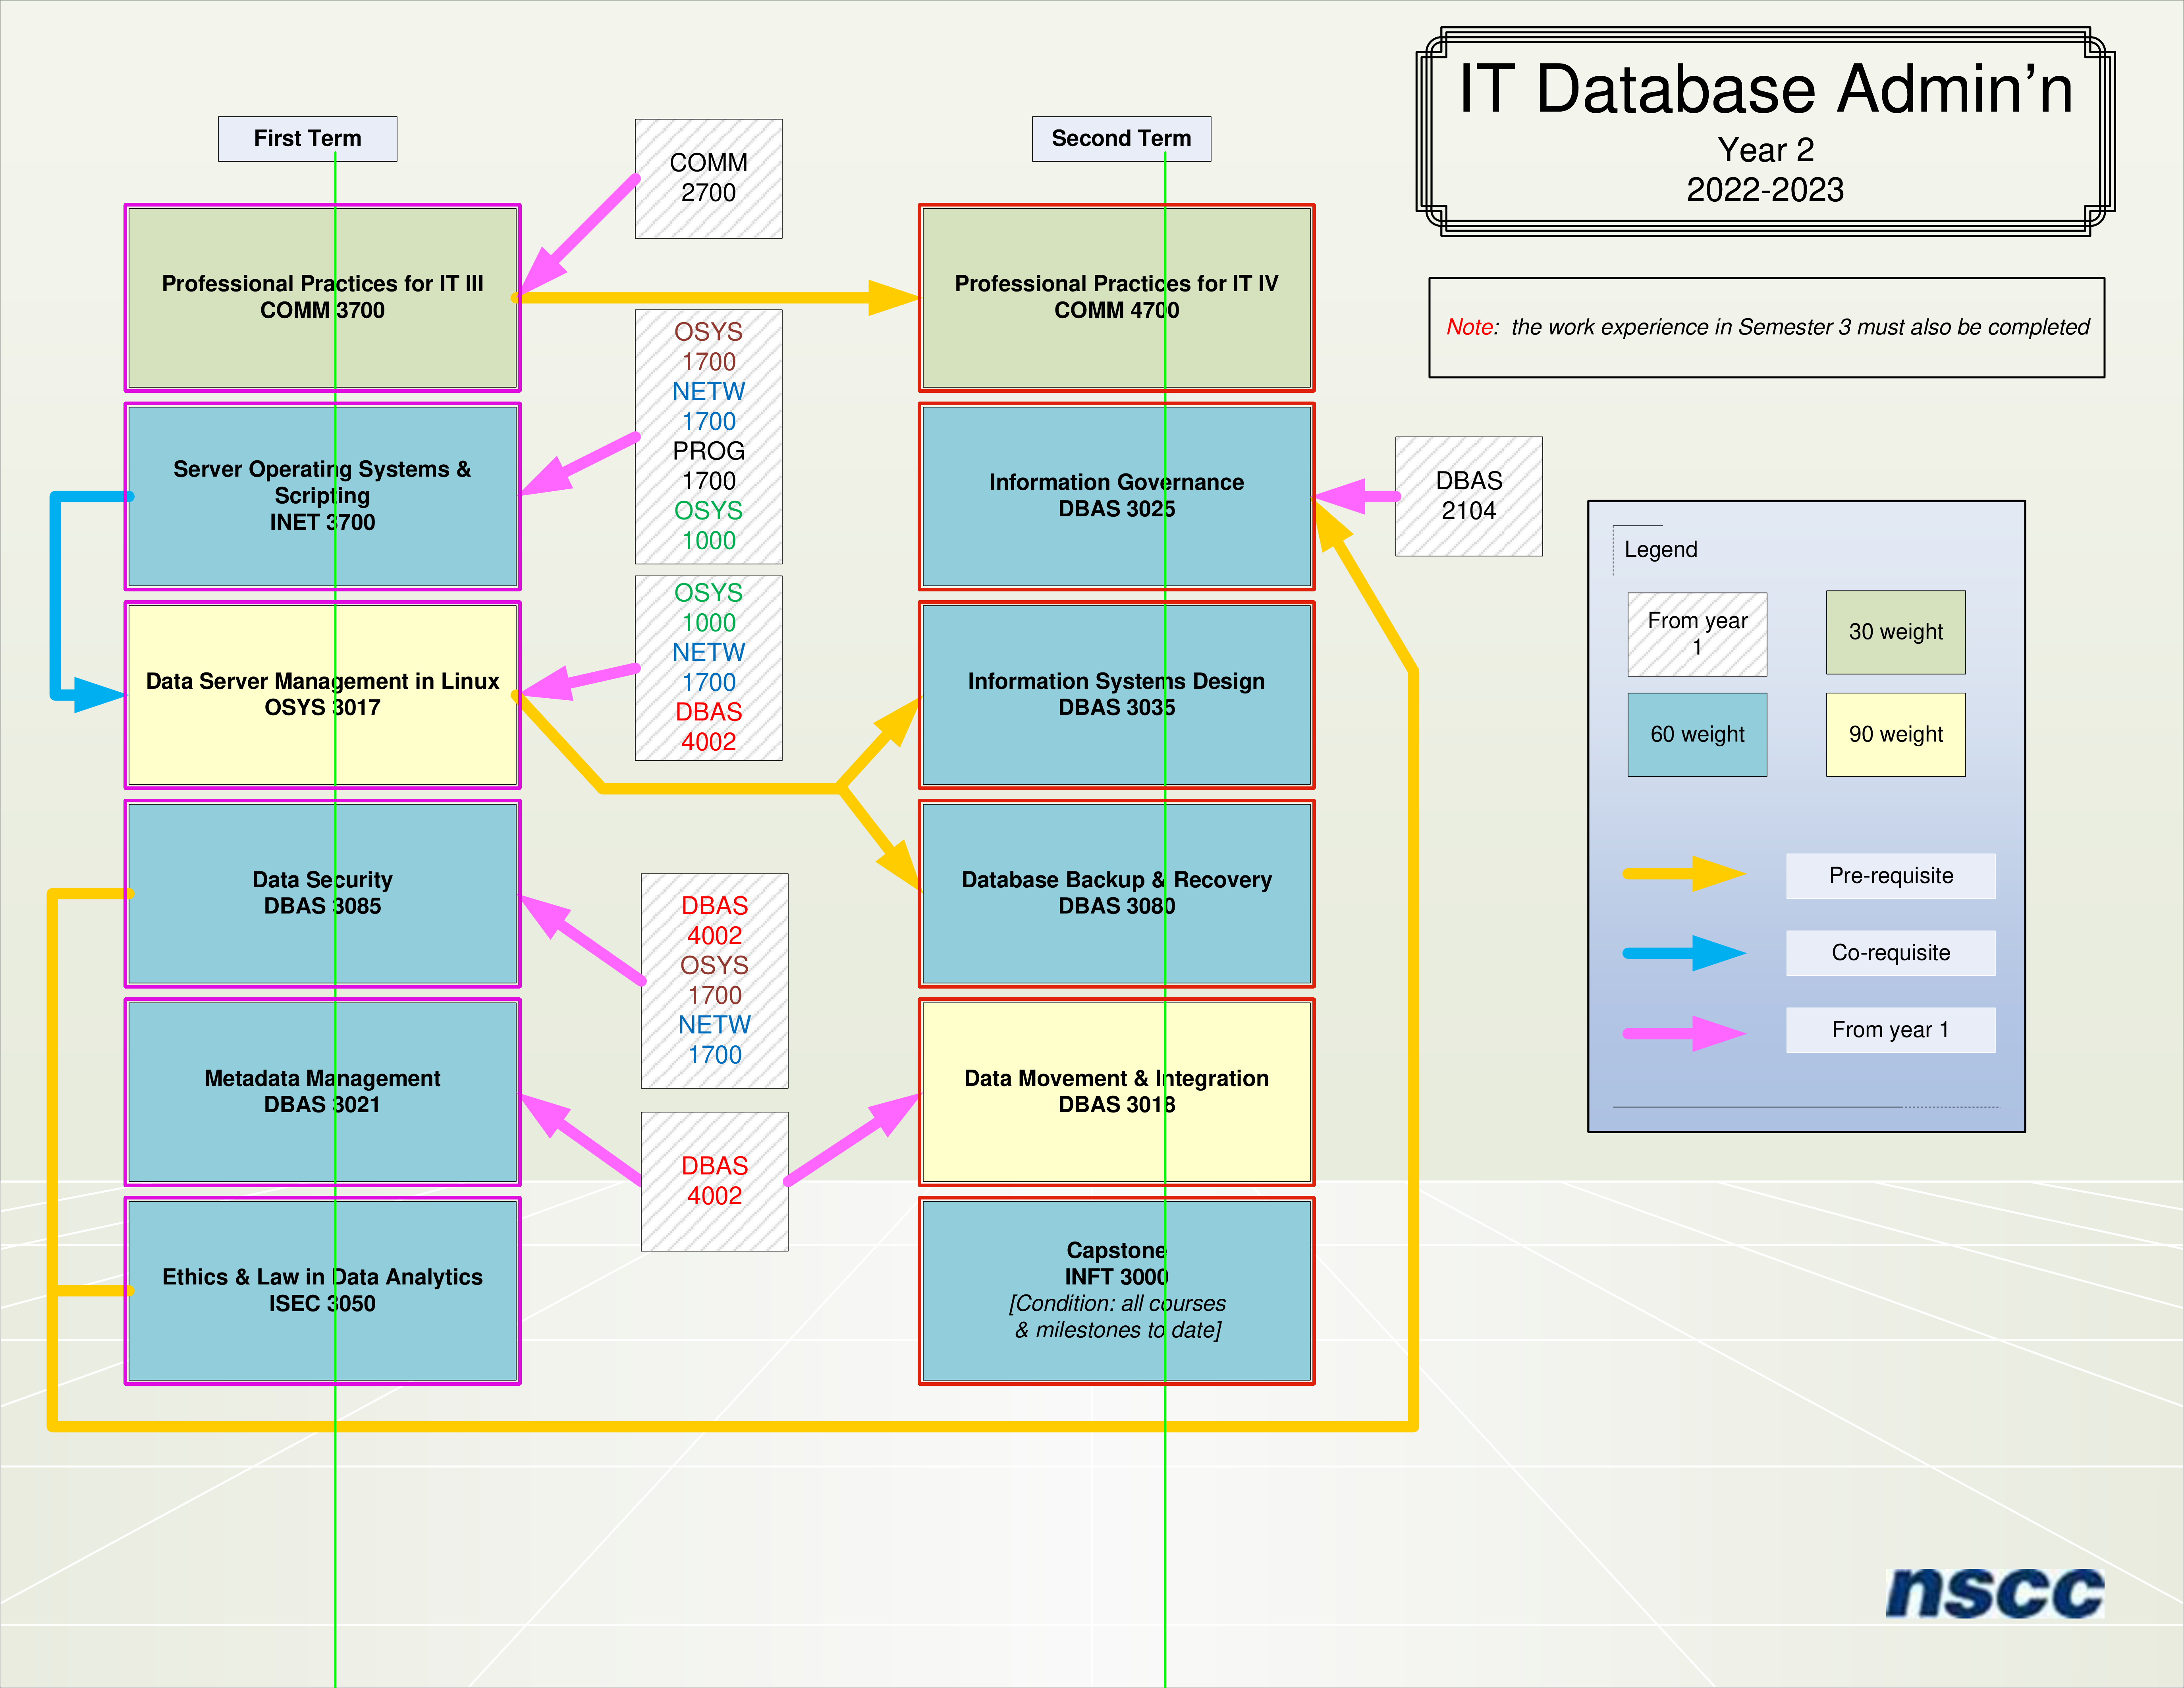 IT Database Admin’n
Year 2
2022-2023
Note:  the work experience in Semester 3 must also be completed
First Term
Professional Practices for IT III
COMM 3700
Server Operating Systems &
Scripting
INET 3700
Data Server Management in Linux
OSYS 3017
Data Security
DBAS 3085
Metadata Management
DBAS 3021
Ethics & Law in Data Analytics
ISEC 3050
COMM
2700
OSYS
1700
NETW
1700
PROG
1700
OSYS
1000
OSYS
1000
NETW
1700
DBAS
4002
DBAS
4002
OSYS
1700
NETW
1700
DBAS
4002
Second Term
Professional Practices for IT IV
COMM 4700
Information Governance
DBAS 3025
Information Systems Design
DBAS 3035
Database Backup & Recovery
DBAS 3080
Data Movement & Integration
DBAS 3018
Capstone
INFT 3000
[Condition: all courses
& milestones to date]
DBAS
2104
Legend
From year
1
30 weight
60 weight
90 weight
Pre-requisite
Co-requisite
From year 1
nscc